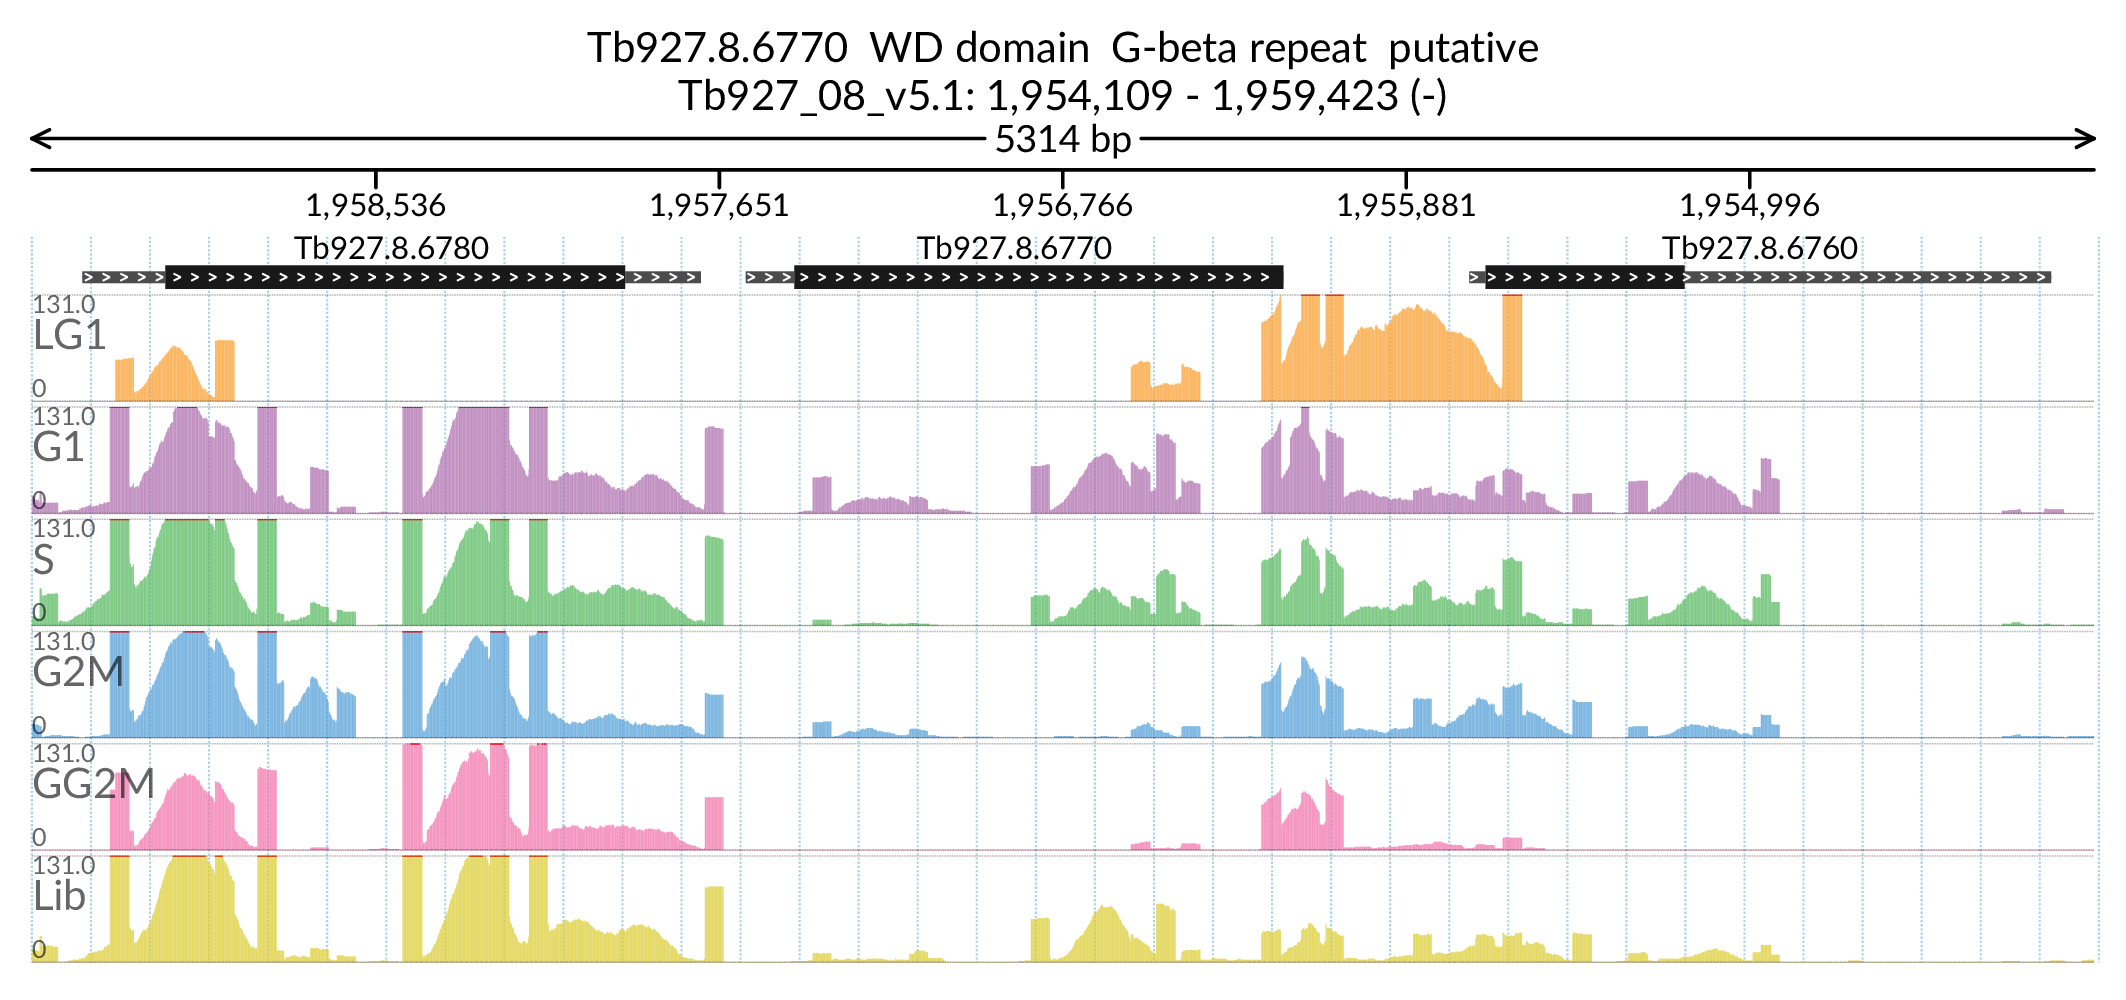 Tb927.8.6770 WD domain G-beta repeat putative
Tb927_08_v5.1: 1,954,109 - 1,959,423 (-)
5314 bp
1,958,536 1,957,651 1,956,766 1,955,881 1,954,996
Tb927.8.6780 Tb927.8.6770 Tb927.8.6760
131.0
LG1
0
131.0
G1
0
131.0
S
0
131.0
G2M
0
131.0
GG2M
0
131.0
Lib
0